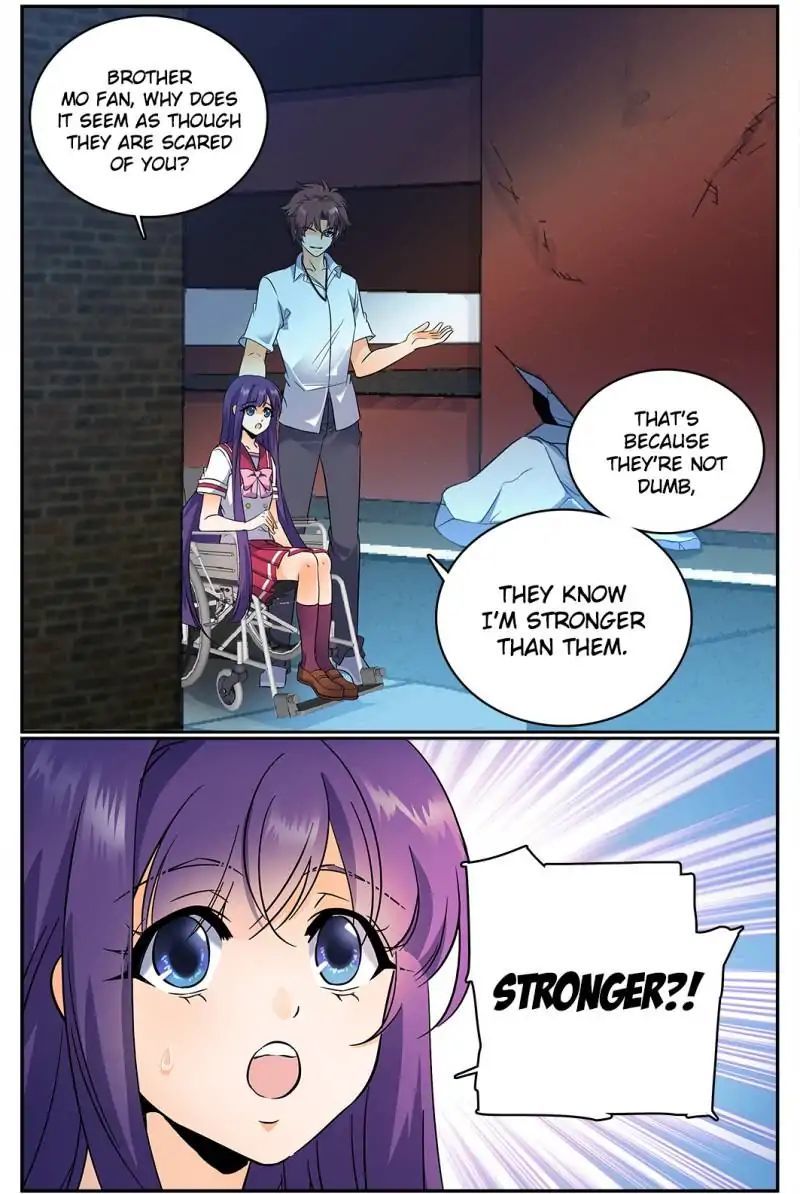 BROTHER
MO FAN, WHY DOES
IT SEEM AS THOUGH
THEY ARE SCARED
OF YOU?
THAT'S
BECAUSE
THEY'RE NOT
DUMB,
THEY KNOW
I'M STRONGER
THAN THEM.
STRONGER?!